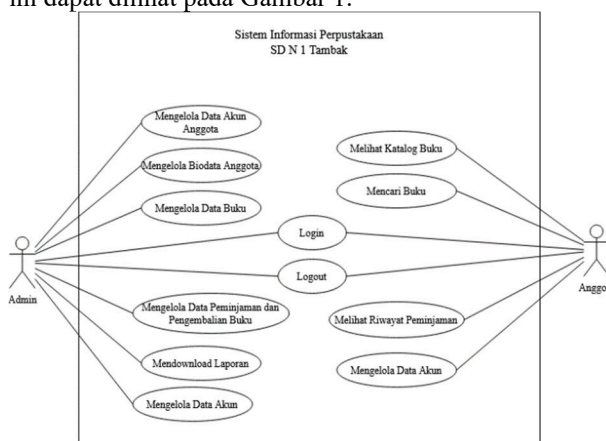 ini dapat dilihat pada Gambar 1.
Sistem Informasi Perpustakaan
SD N 1 Tambak
Mengelola Data Akun
Anggota
Mengelola Biodata Anggota
Mengelola Data Buku
Melihat Katalog Buku
Mencari Buku
Login
Logout
Admin
Anggo
Mengelola Data Peminjaman dan
Pengembalian Buku
Mendownload Laporan
Mengelola Data Akun
Melihat Riwayat Peminjaman
Mengelola Data Akun